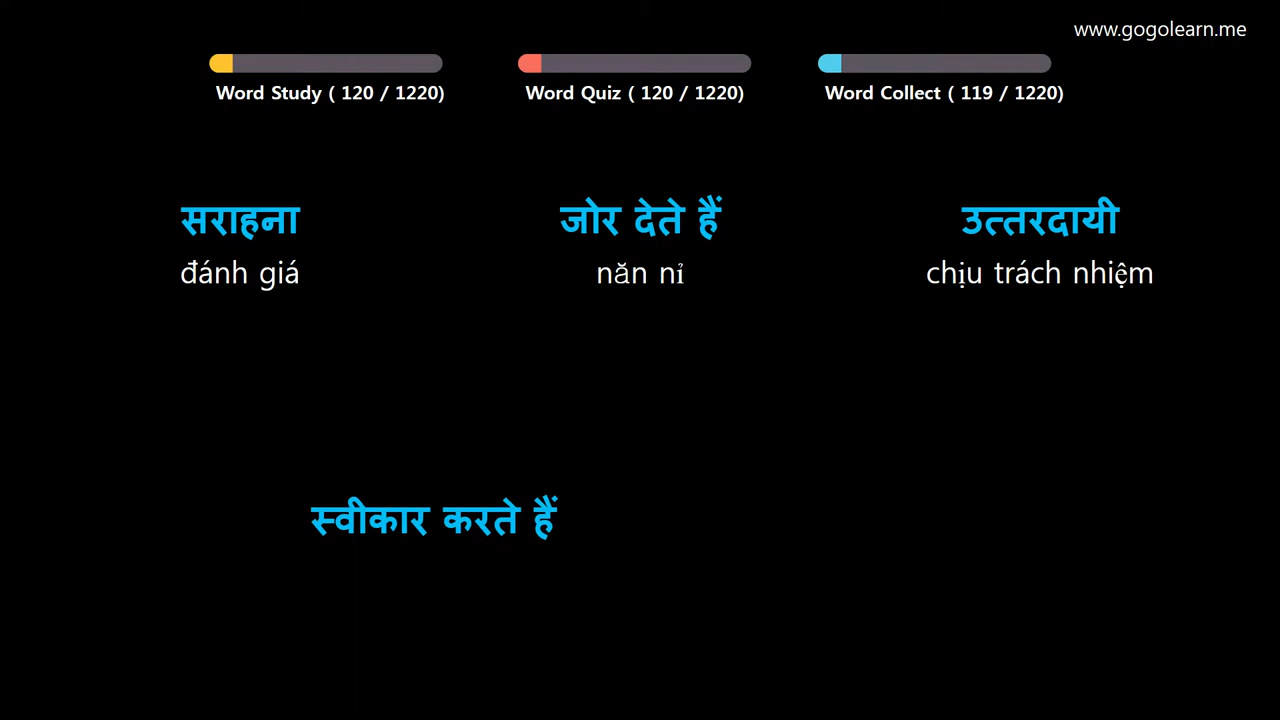 www.gogolearn.me
Word Study ( 120 / 1220)
Word Quiz ( 120 / 1220)
Word Collect ( 119 / 1220)
सराहना
đánh giá
जोर देते हैं
năn nỉ
उत्तरदायी
chịu trách nhiệm
स्वीकार करते हैं